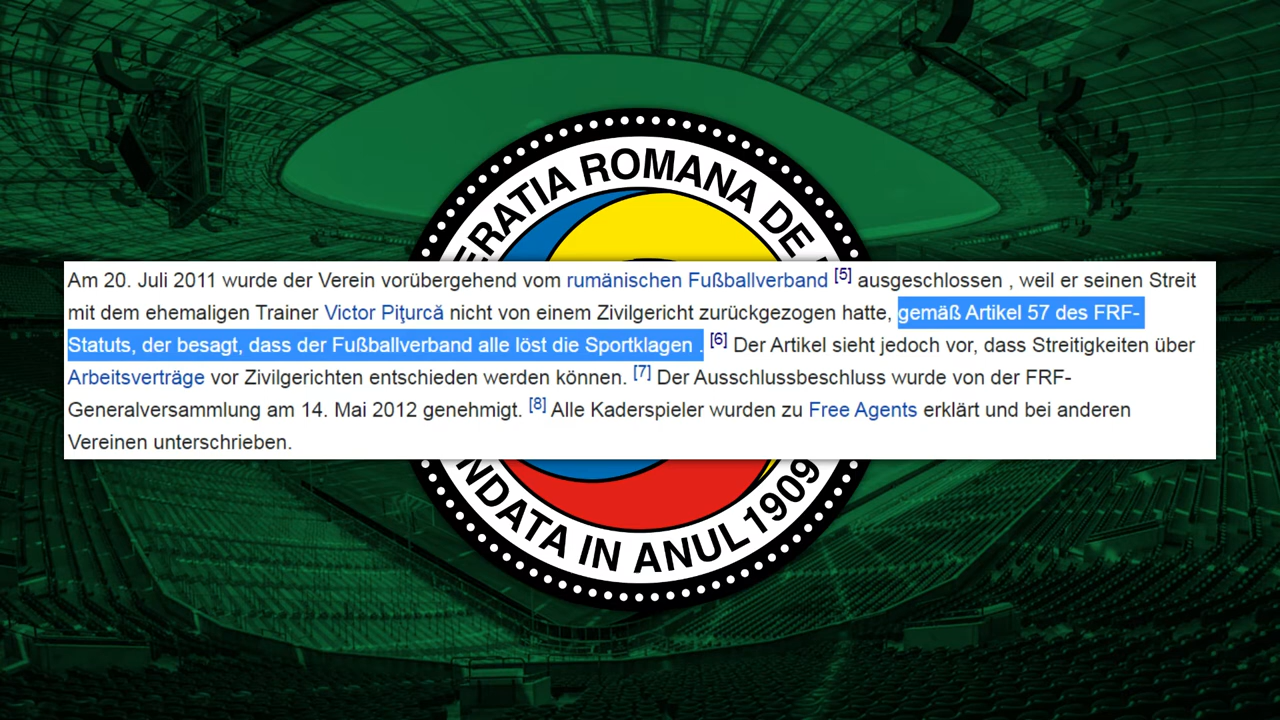 ERATIA ROMANA DE
Am 20. Juli 2011 wurde der Verein vorübergehend vom rumänischen Fußballverband [5] ausgeschlossen , weil er seinen Streit
mit dem ehemaligen Trainer Victor Piţurcă nicht von einem Zivilgericht zurückgezogen hatte, gemäß Artikel 57 des FRF-
Statuts, der besagt, dass der Fußballverband alle löst die Sportklagen . [6] Der Artikel sieht jedoch vor, dass Streitigkeiten über
Arbeitsverträge vor Zivilgerichten entschieden werden können. [7] Der Ausschlussbeschluss wurde von der FRF-
Generalversammlung am 14. Mai 2012 genehmigt. [8] Alle Kaderspieler wurden zu Free Agents erklärt und bei anderen
Vereinen unterschrieben.
NDATA IN ANUL 1909